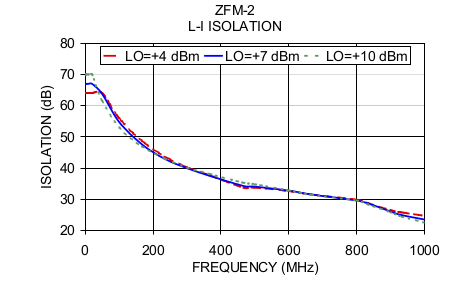 ZFM-2
L-I ISOLATION
LO=+4 dBm LO=+7 dBm LO=+10 dBm
80
70
60
50
40
30
20
ISOLATION (dB)
0 200 400 600 800 1000
FREQUENCY (MHz)